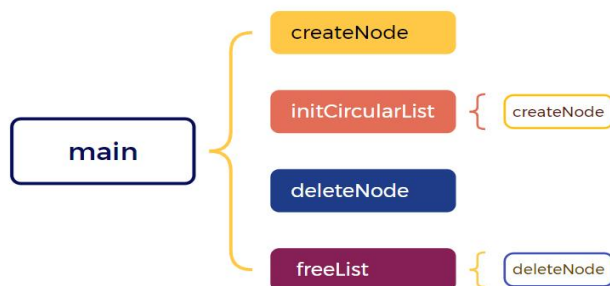 main
createNode
initCircularList
createNode
deleteNode
freeList
deleteNode